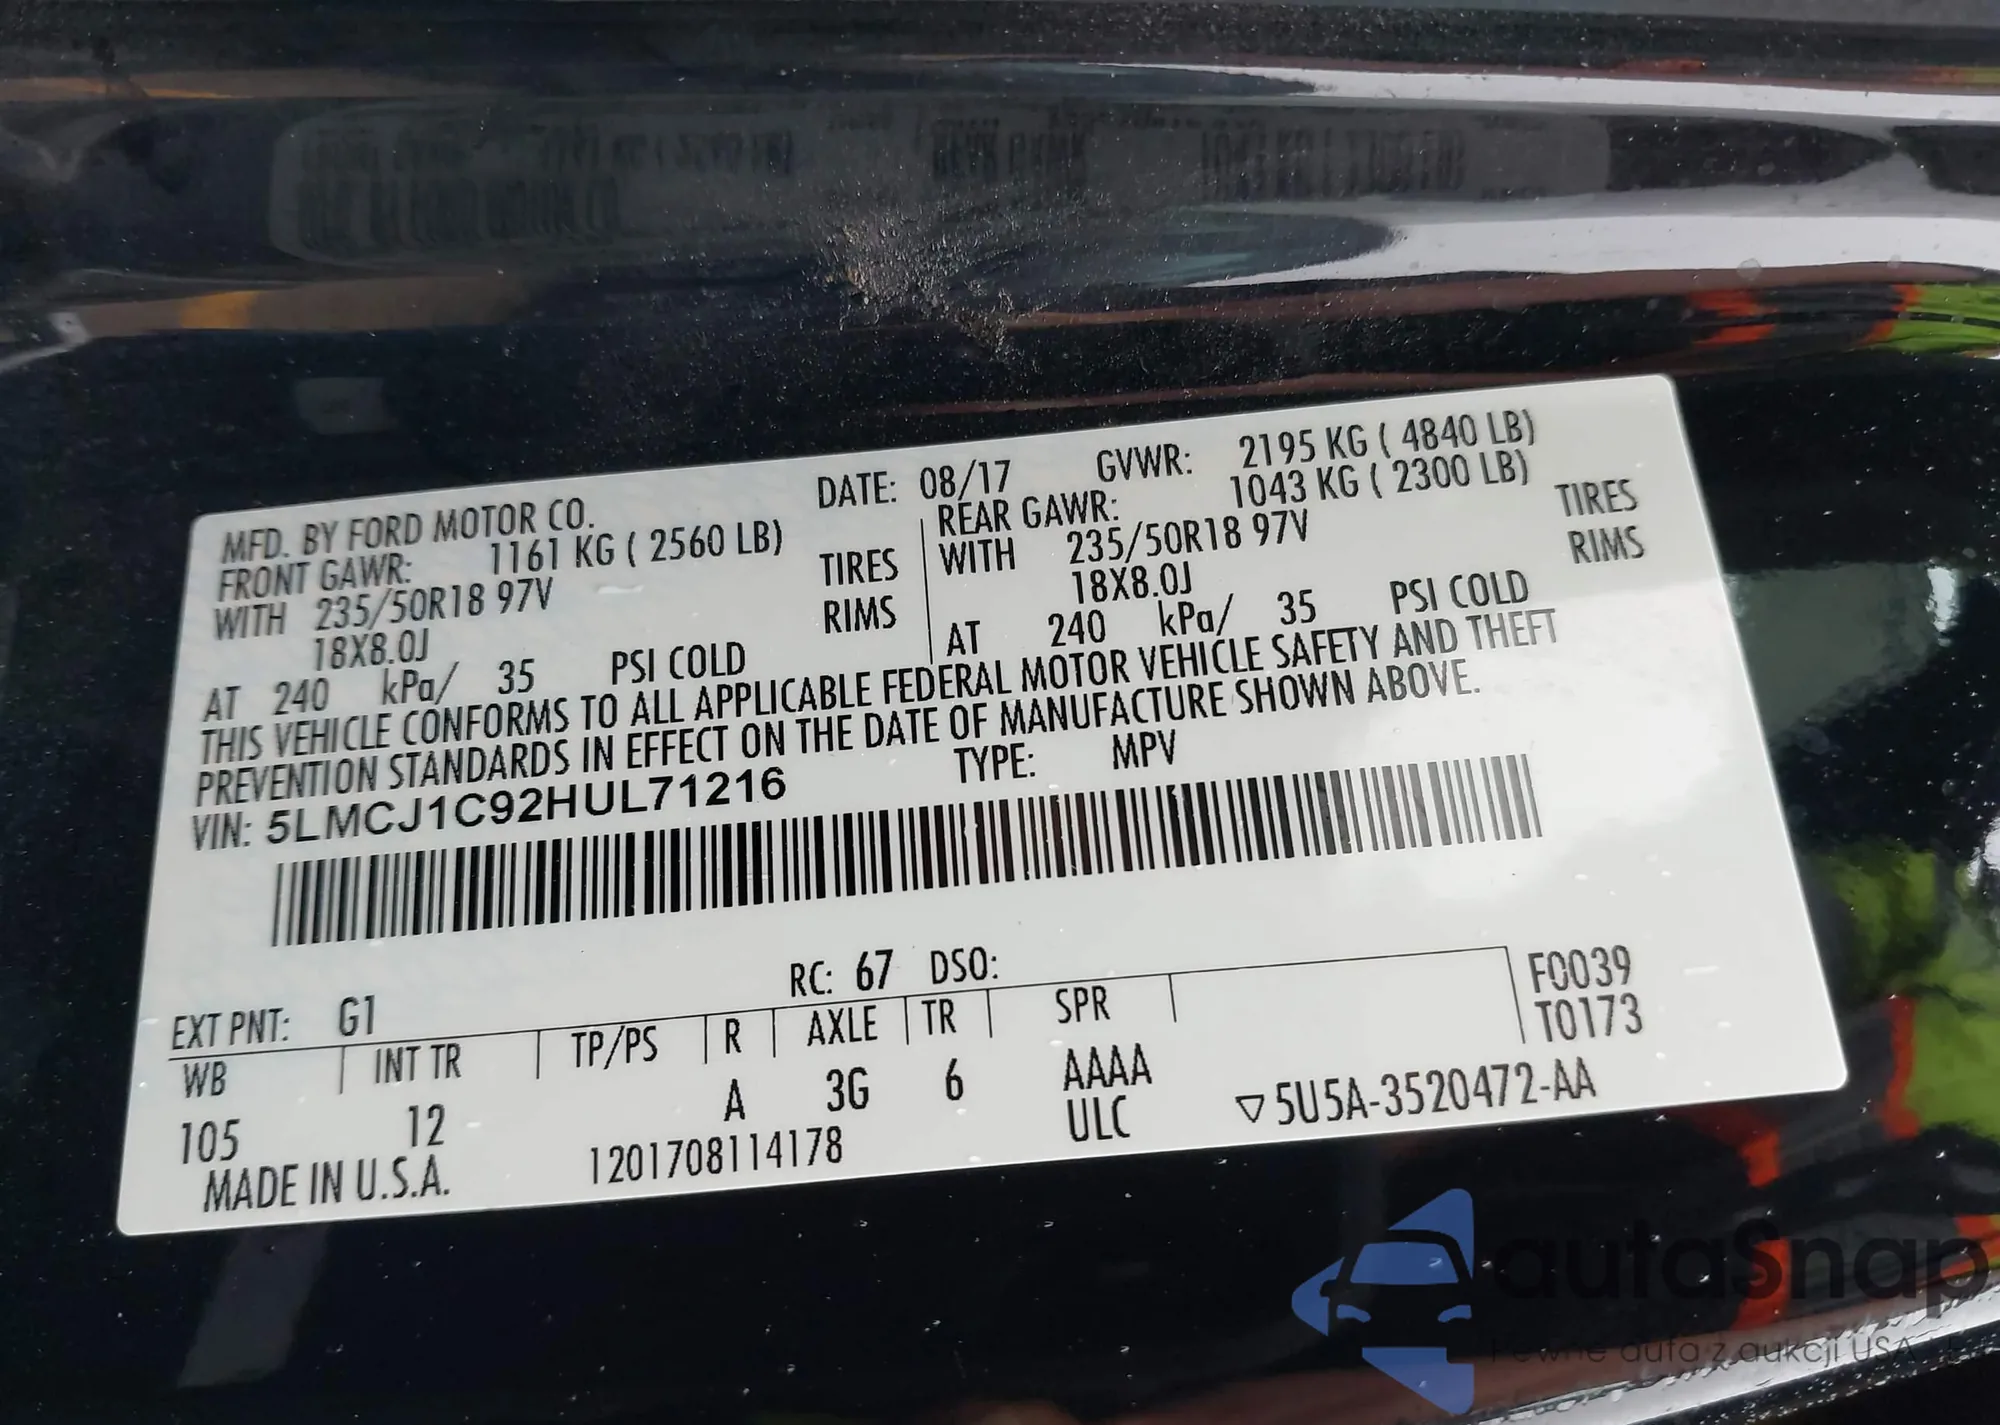 MFD. BY FORD MOTOR CO. DATE: 08/17 GVWR: 2195 KG ( 4840 LB)
FRONT GAWR: 1161 KG ( 2560 LB) REAR GAWR: 1043 KG ( 2300 LB)
WITH 235/50R18 97V TIRES WITH 235/50R18 97V TIRES
18X8.0J RIMS 18X8.0J RIMS
AT 240 kPa/ 35 PSI COLD AT 240 kPa/ 35 PSI COLD
THIS VEHICLE CONFORMS TO ALL APPLICABLE FEDERAL MOTOR VEHICLE SAFETY AND THEFT
PREVENTION STANDARDS IN EFFECT ON THE DATE OF MANUFACTURE SHOWN ABOVE.
VIN: 5LMCJ1C92HUL71216 TYPE: MPV
EXT PNT: G1 RC: 67 DSO: F0039
WB INT TR TP/PS R AXLE TR SPR T0173
105 12 A 3G 6 AAAA
MADE IN U.S.A. 1201708114178 ULC ▽5U5A-3520472-AA
autaSnap
Pewne auta z aukcji USA